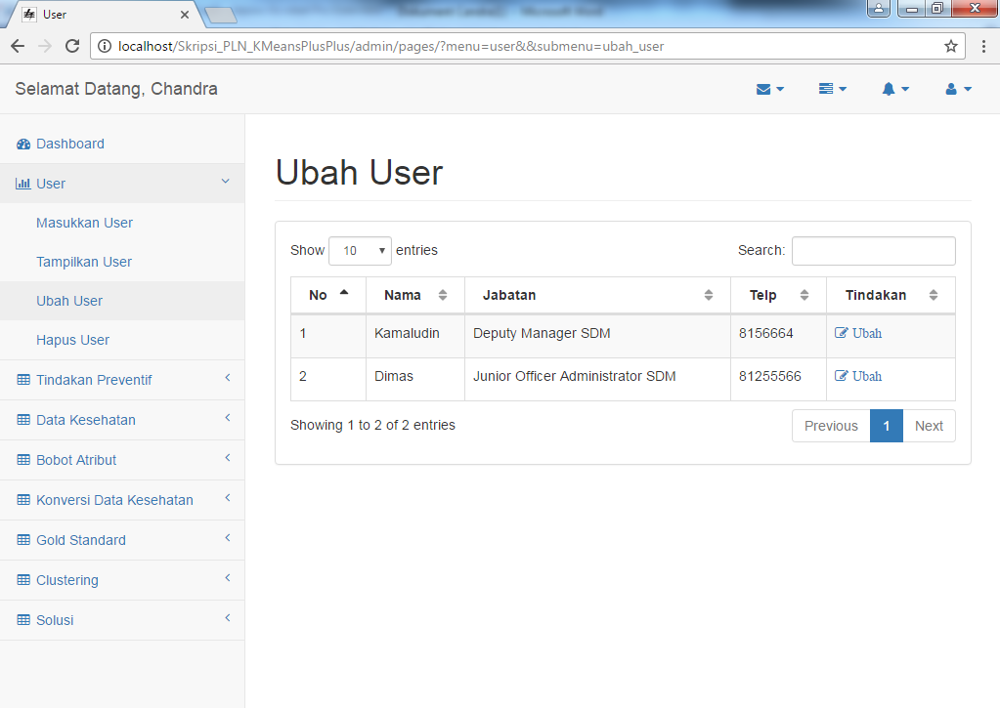 User
localhost/Skripsi_PLN_KMeansPlusPlus/admin/pages/?menu=user&&submenu=ubah_user
Selamat Datang, Chandra
Dashboard
User
Masukkan User
Tampilkan User
Ubah User
Hapus User
Tindakan Preventif
Data Kesehatan
Bobot Atribut
Konversi Data Kesehatan
Gold Standard
Clustering
Solusi
Ubah User
Show 10 entries Search:
No Nama Jabatan Telp Tindakan
1 Kamaludin Deputy Manager SDM 8156664 Ubah
2 Dimas Junior Officer Administrator SDM 81255566 Ubah
Showing 1 to 2 of 2 entries Previous 1 Next